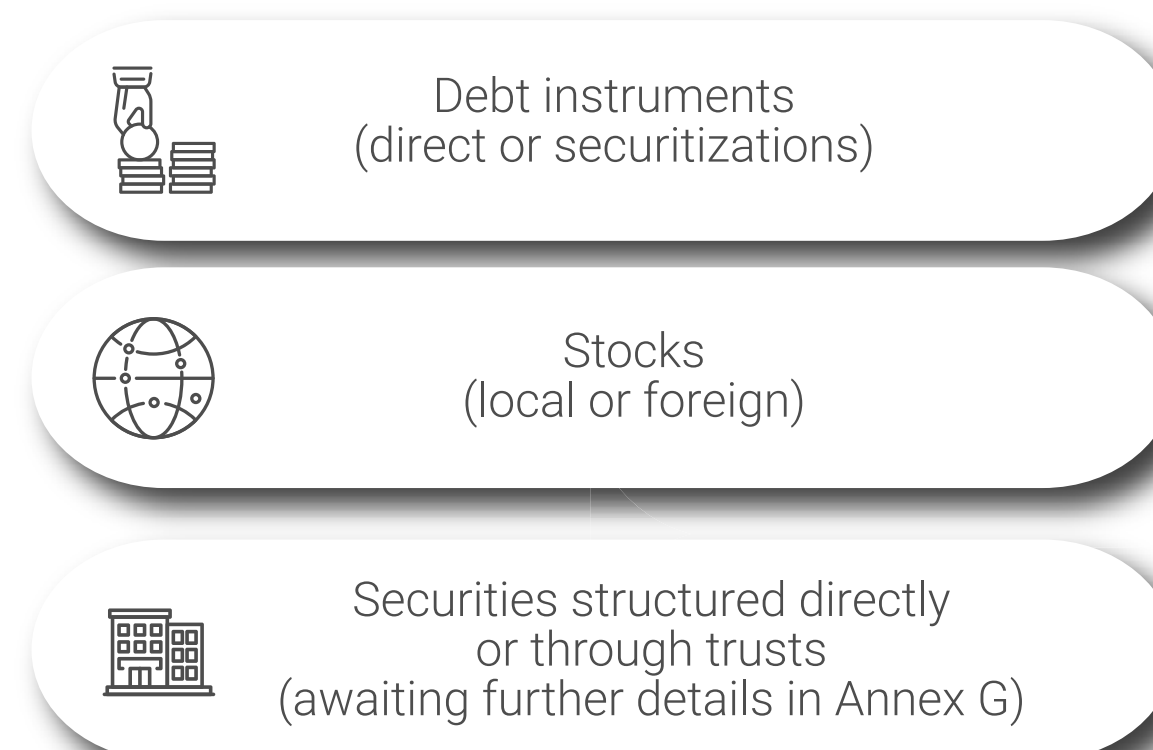 Debt instruments
(direct or securitizations)
Stocks
(local or foreign)
Securities structured directly
or through trusts
(awaiting further details in Annex G)